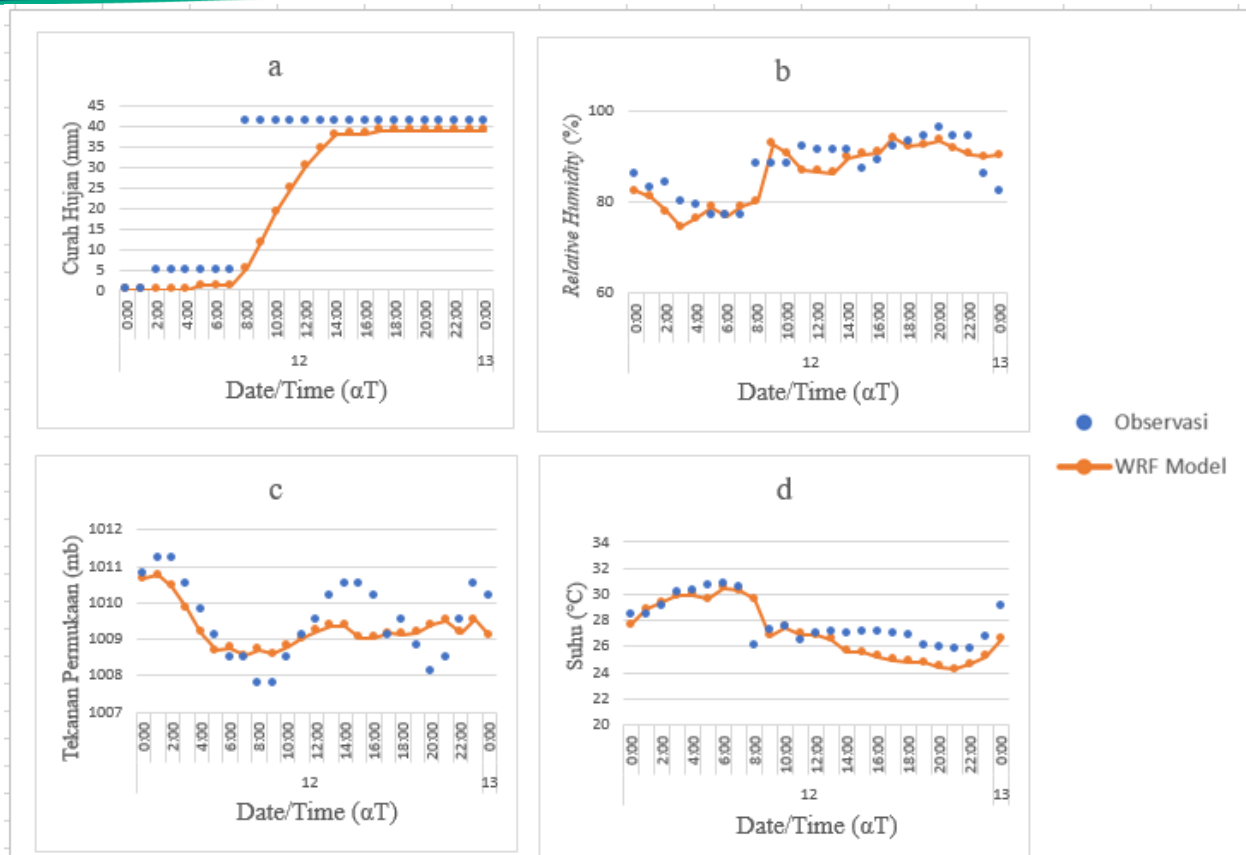 a
45
40
35
30
25
20
15
10
5
0
Curah Hujan (mm)
0:00 2:00 4:00 6:00 8:00 10:00 12:00 14:00 16:00 18:00 20:00 22:00 0:00
12 13
Date/Time (αT)
b
100
80
60
Relative Humidity (%)
0:00 2:00 4:00 6:00 8:00 10:00 12:00 14:00 16:00 18:00 20:00 22:00 0:00
12 13
Date/Time (αT)
Observasi
WRF Model
c
1012
1011
1010
1009
1008
1007
Tekanan Permukaan (mb)
0:00 2:00 4:00 6:00 8:00 10:00 12:00 14:00 16:00 18:00 20:00 22:00 0:00
12 13
Date/Time (αT)
d
34
32
30
28
26
24
22
20
Suhu (°C)
0:00 2:00 4:00 6:00 8:00 10:00 12:00 14:00 16:00 18:00 20:00 22:00 0:00
12 13
Date/Time (αT)